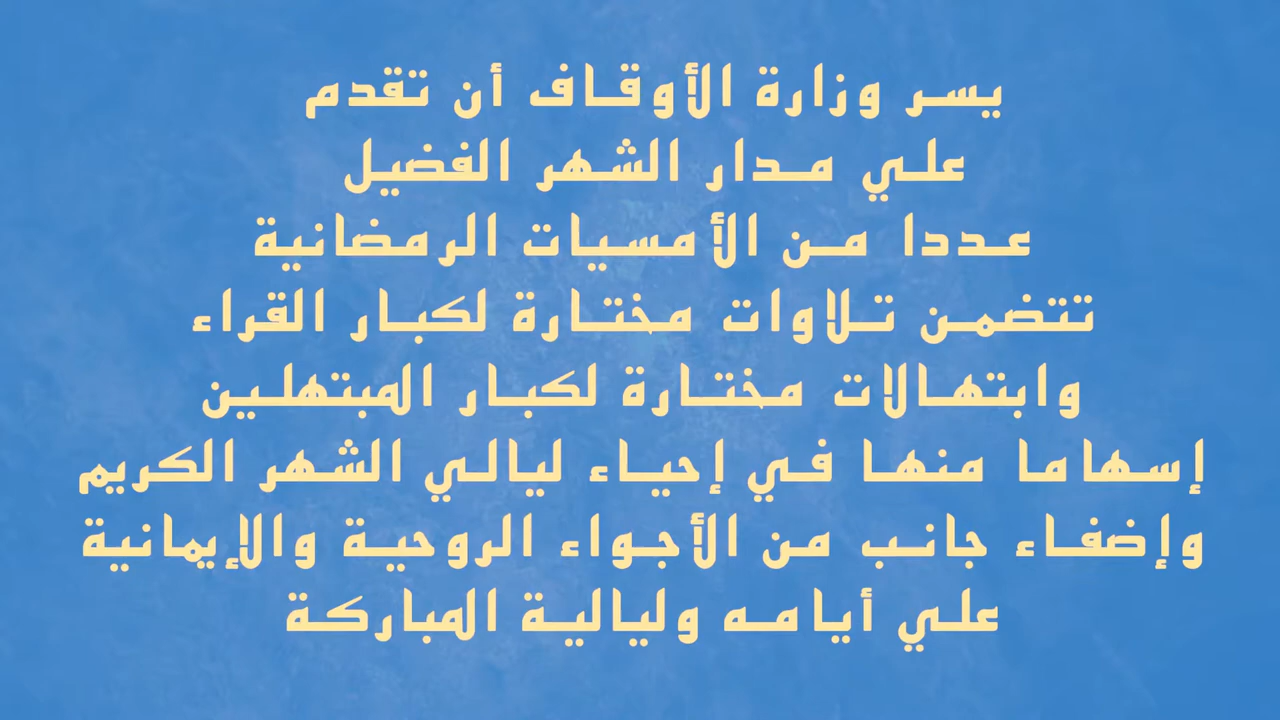 يسر وزارة الأوقاف أن تقدم
علي مدار الشهر الفضيل
عددا من الأمسيات الرمضانية
تتضمن تلاوات مختارة لكبار القراء
وابتهالات مختارة لكبار المبتهلين
إسهاما منها في إحياء ليالي الشهر الكريم
وإضفاء جانب من الأجواء الروحية والإيمانية
علي أيامه وليالية المباركة